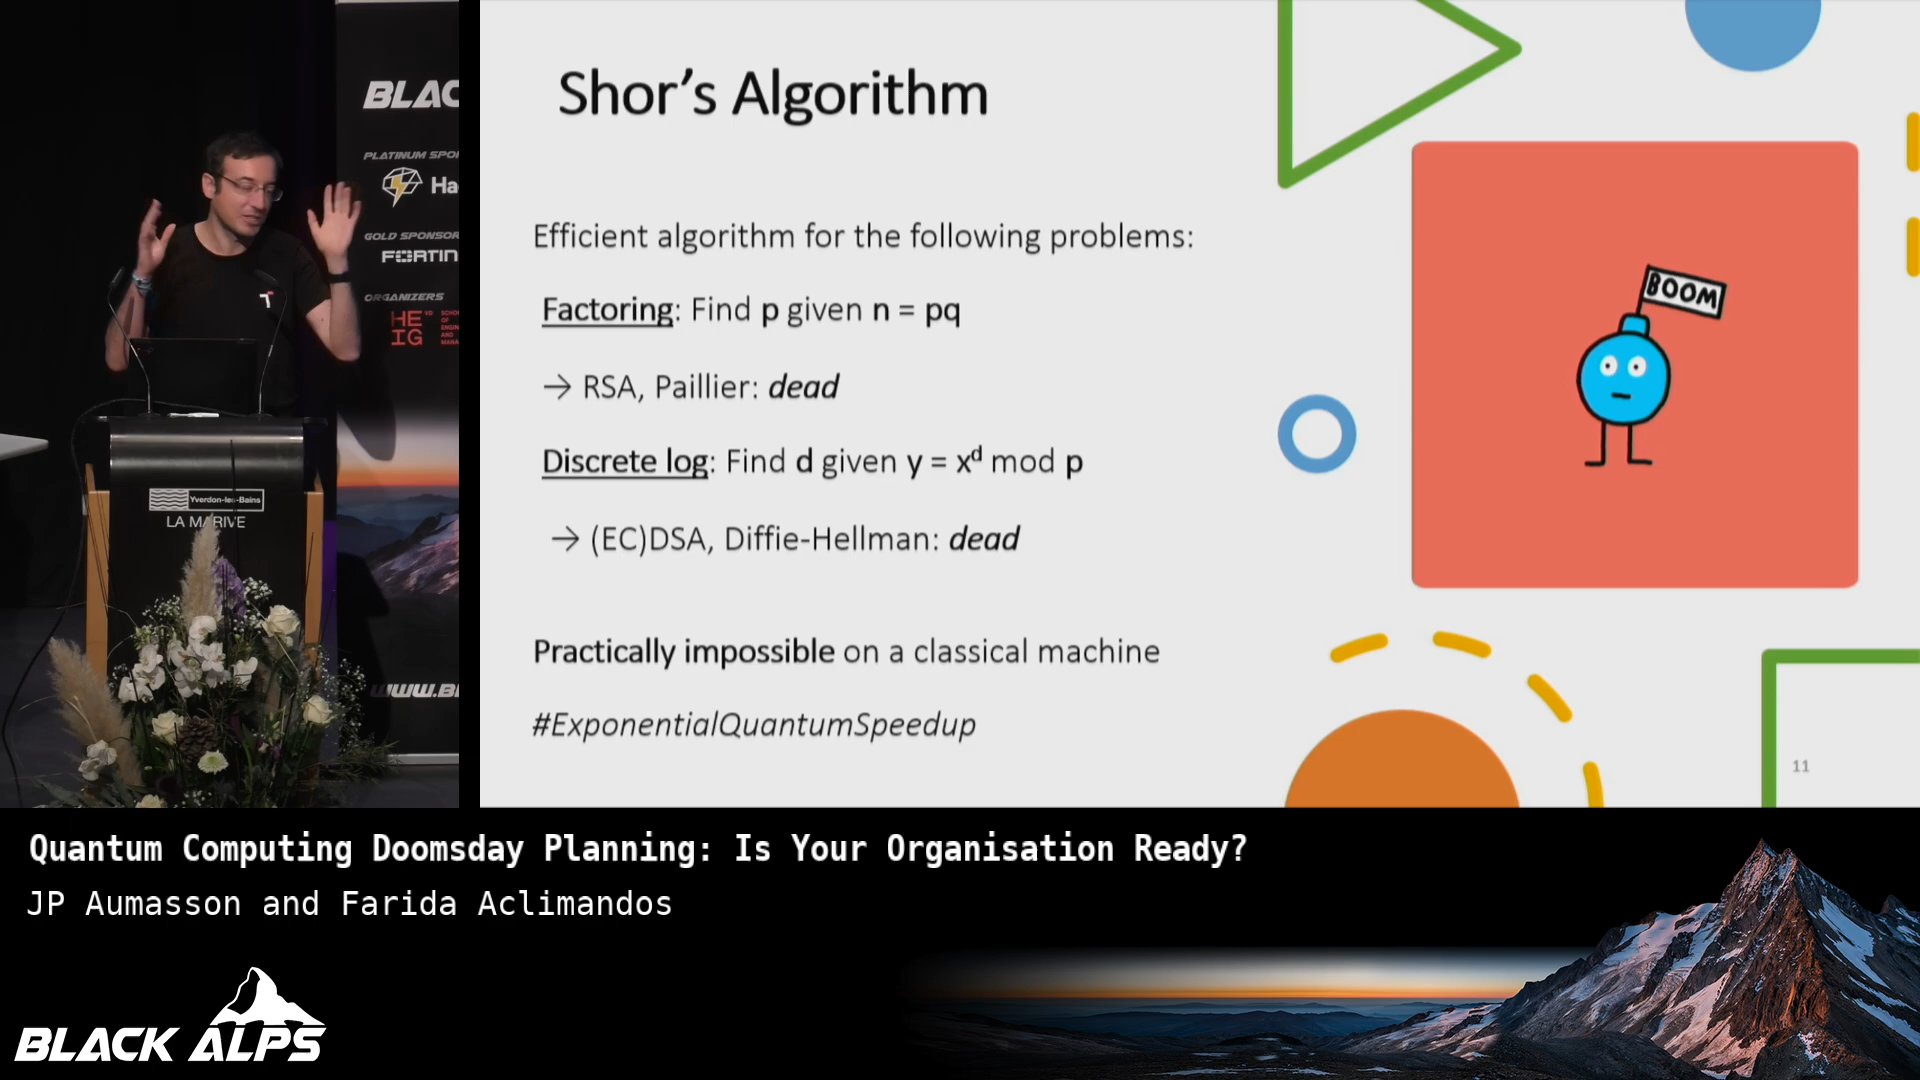 BLAC
PLATINUM SPO
Ha
GOLD SPONSOR
FORTIN
ORGANIZERS
HE
IG
T
Yverdon-les-Bains
LA MARIVE
WWW.B
Shor’s Algorithm
Efficient algorithm for the following problems:
Factoring: Find p given n = pq
→ RSA, Paillier: dead
Discrete log: Find d given y = xᵈ mod p
→ (EC)DSA, Diffie-Hellman: dead
Practically impossible on a classical machine
#ExponentialQuantumSpeedup
BOOM
11
Quantum Computing Doomsday Planning: Is Your Organisation Ready?
JP Aumasson and Farida Aclimandos
BLACK ALPS